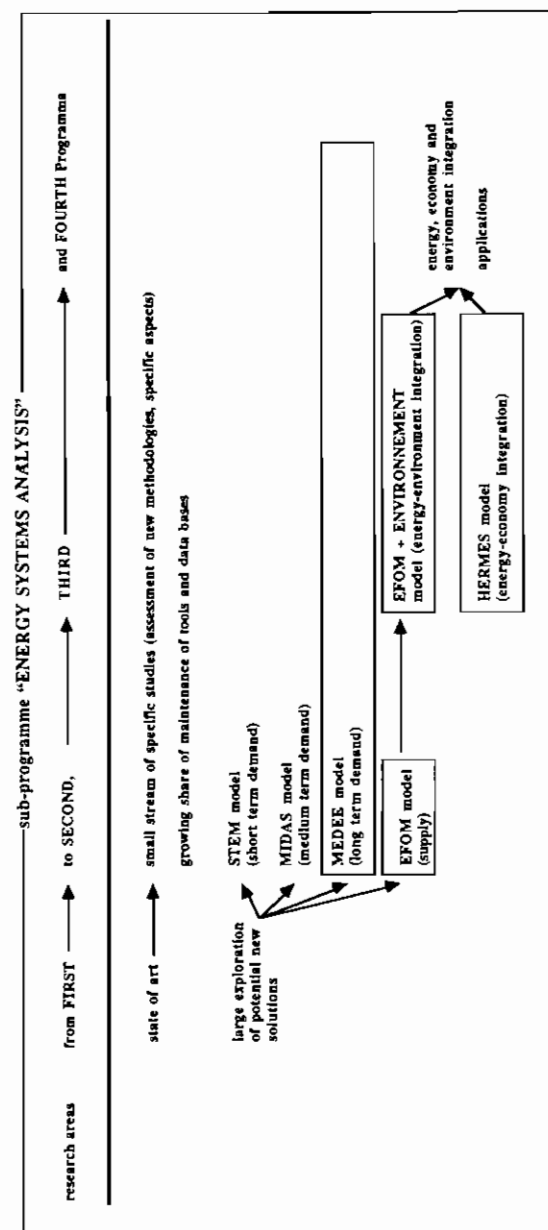 sub-programme “ENERGY SYSTEMS ANALYSIS”
research areas
from FIRST
to SECOND,
THIRD
and FOURTH Programme
state of art
small stream of specific studies (assessment of new methodologies, specific aspects)
growing share of maintenance of tools and data bases
large exploration
of potential new
solutions
STEM model
(short term demand)
MIDAS model
(medium term demand)
MEDEE model
(long term demand)
EFOM model
(supply)
EFOM + ENVIRONNEMENT
model (energy-environment integration)
HERMES model
(energy-economy integration)
energy, economy and
environment integration
applications